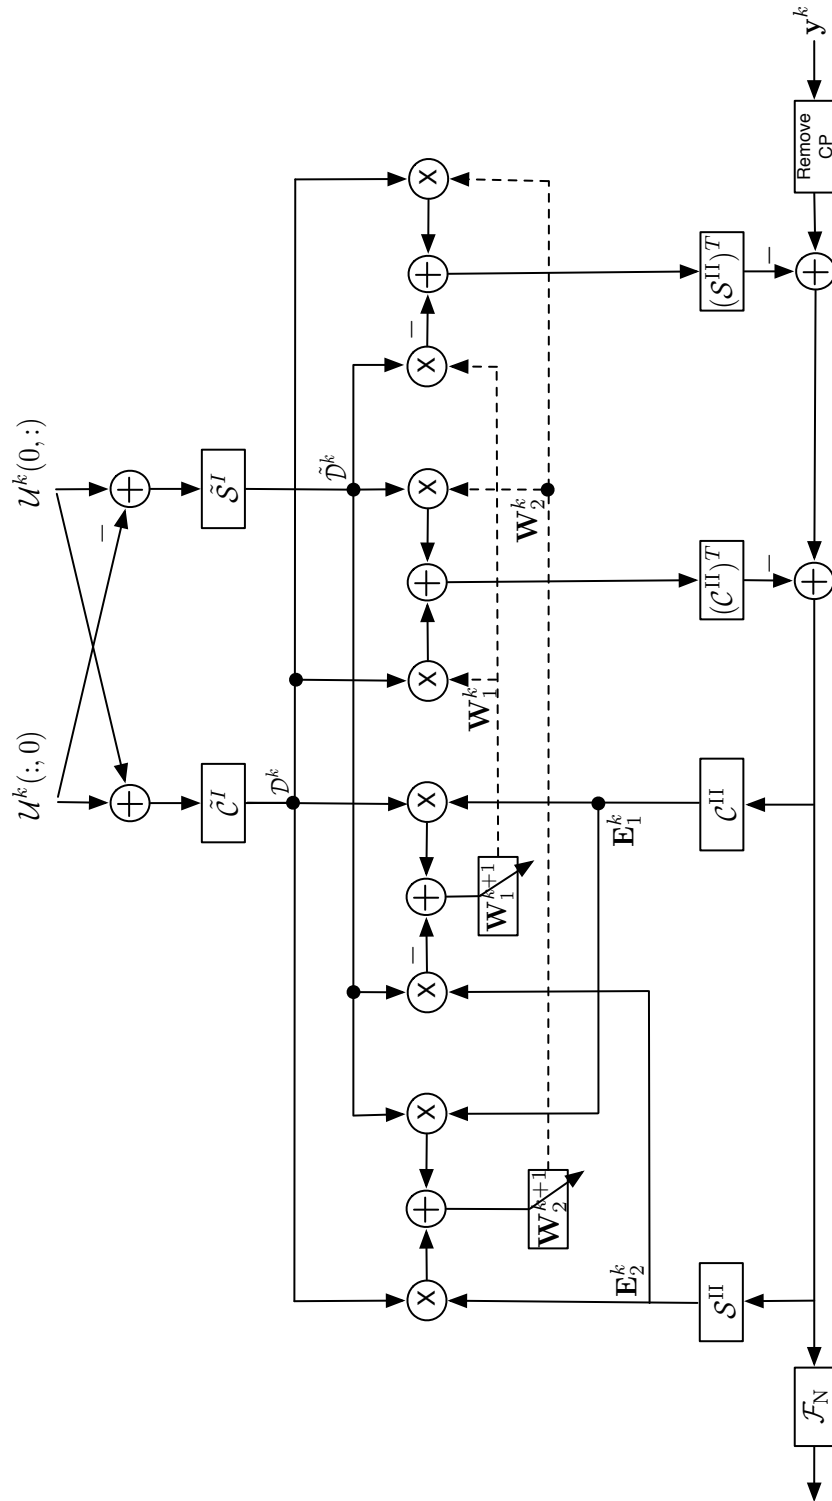 𝒰^k(:, 0)
𝒰^k(0, :)
−
𝒞̃^I
𝒮̃^I
𝒟^k
𝒟̃^k
×
×
×
×
×
×
×
×
+
+
+
+
+
+
−
−
W_1^k
W_1^{k+1}
W_2^k
W_2^{k+1}
E_2^k
E_1^k
𝒮^{II}
𝒞^{II}
(𝒞^{II})^T
(𝒮^{II})^T
−
−
ℱ_N
+
+
Remove
CP
y^k